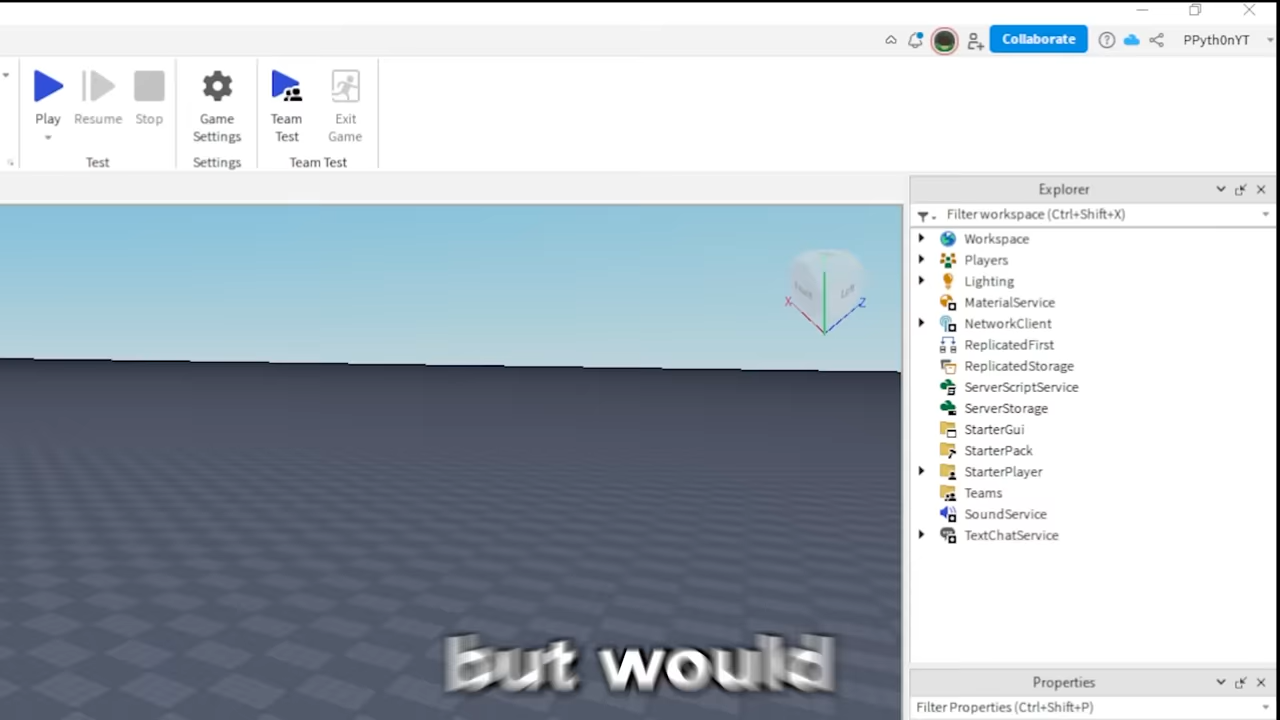 Collaborate
PPyth0nYT
Play
Resume
Stop
Game
Settings
Team
Test
Exit
Game
Test
Settings
Team Test
Explorer
Filter workspace (Ctrl+Shift+X)
Workspace
Players
Lighting
MaterialService
NetworkClient
ReplicatedFirst
ReplicatedStorage
ServerScriptService
ServerStorage
StarterGui
StarterPack
StarterPlayer
Teams
SoundService
TextChatService
X
Z
but would
Properties
Filter Properties (Ctrl+Shift+P)